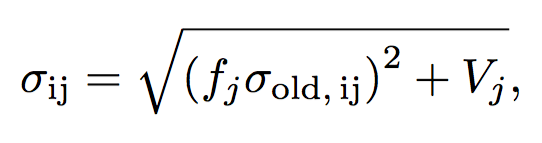 σ_ij = √((f_j σ_old, ij)² + V_j),